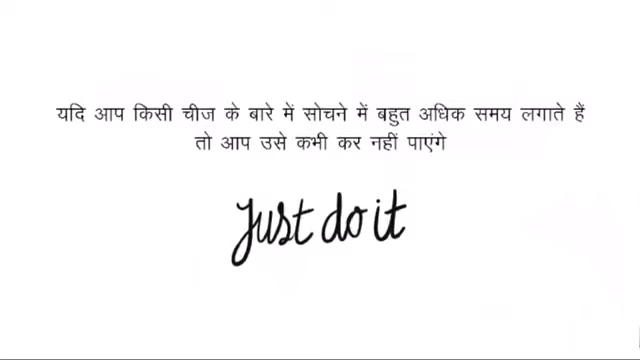 यदि आप किसी चीज के बारे में सोचने में बहुत अधिक समय लगाते हैं
तो आप उसे कभी कर नहीं पाएंगे
Just do it